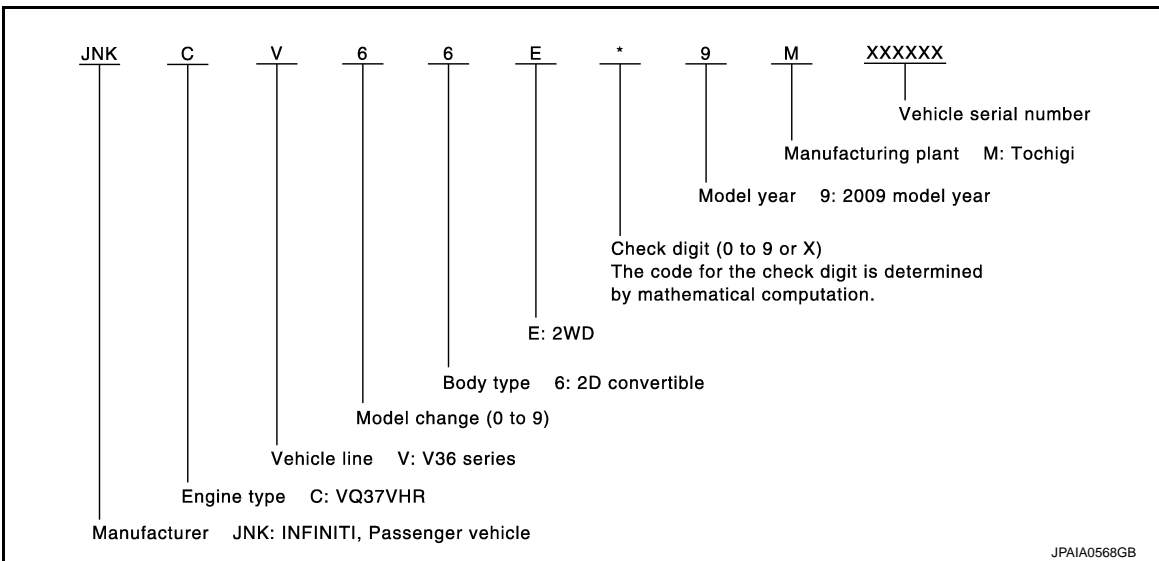 JNK C V 6 6 E * 9 M XXXXXX
Vehicle serial number
Manufacturing plant M: Tochigi
Model year 9: 2009 model year
Check digit (0 to 9 or X)
The code for the check digit is determined
by mathematical computation.
E: 2WD
Body type 6: 2D convertible
Model change (0 to 9)
Vehicle line V: V36 series
Engine type C: VQ37VHR
Manufacturer JNK: INFINITI, Passenger vehicle
JPAIA0568GB